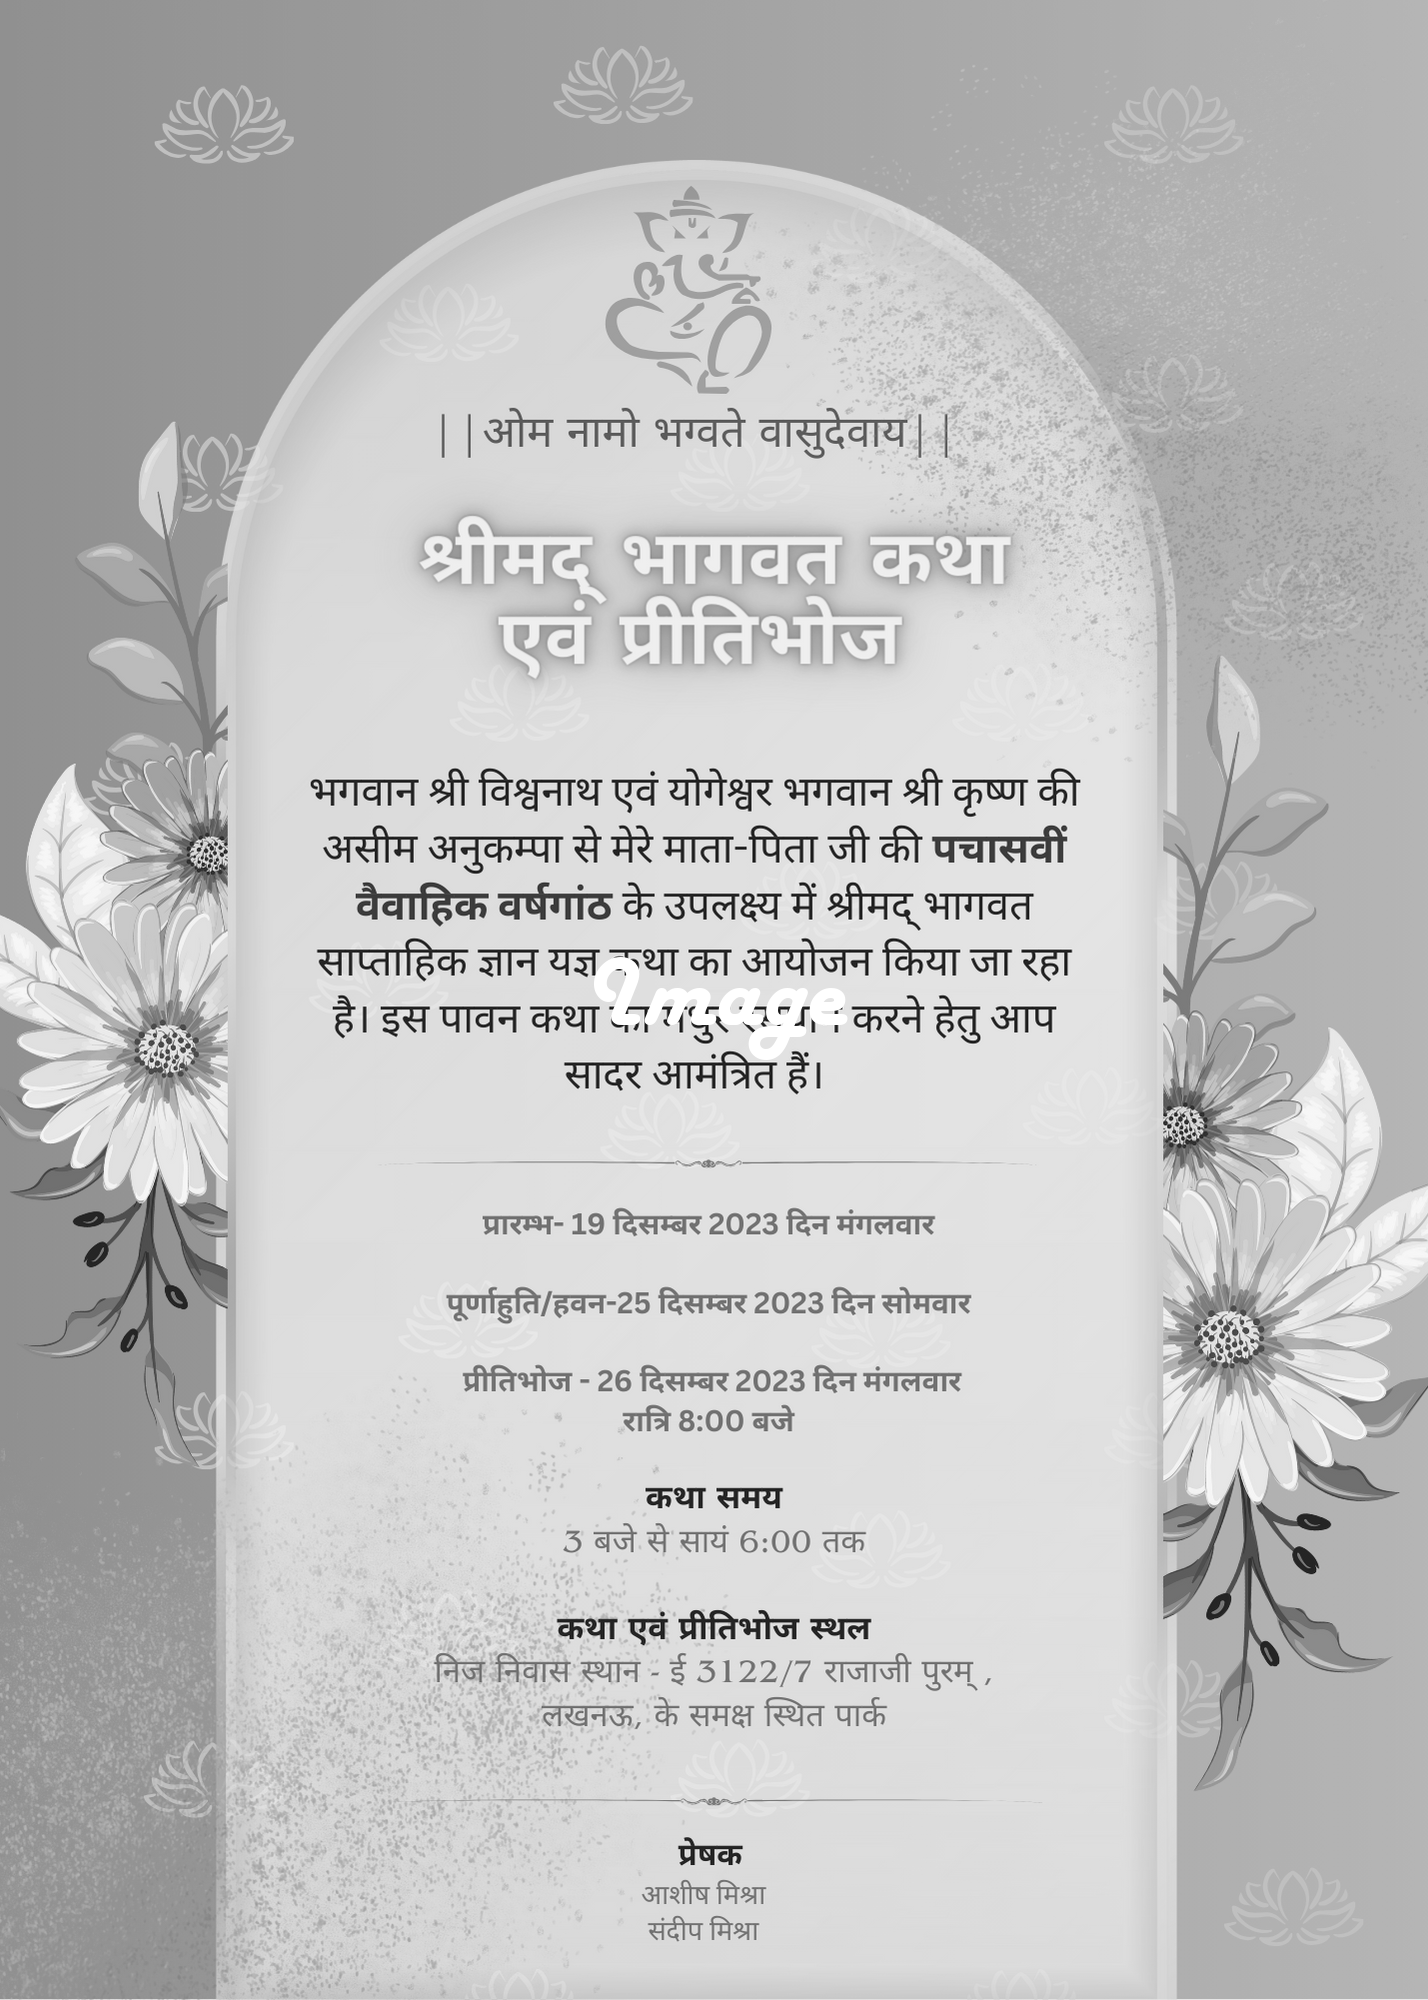 ||ओम नामो भग्वते वासुदेवाय||
श्रीमद् भागवत कथा
एवं प्रीतिभोज
भगवान श्री विश्वनाथ एवं योगेश्वर भगवान श्री कृष्ण की
असीम अनुकम्पा से मेरे माता-पिता जी की पचासवीं
वैवाहिक वर्षगांठ के उपलक्ष्य में श्रीमद् भागवत
साप्ताहिक ज्ञान यज्ञ कथा का आयोजन किया जा रहा
Image
है। इस पावन कथा का मधुर करने हेतु आप
सादर आमंत्रित हैं।
प्रारम्भ- 19 दिसम्बर 2023 दिन मंगलवार
पूर्णाहुति/हवन-25 दिसम्बर 2023 दिन सोमवार
प्रीतिभोज - 26 दिसम्बर 2023 दिन मंगलवार
रात्रि 8:00 बजे
कथा समय
3 बजे से सायं 6:00 तक
कथा एवं प्रीतिभोज स्थल
निज निवास स्थान - ई 3122/7 राजाजी पुरम् ,
लखनऊ, के समक्ष स्थित पार्क
प्रेषक
आशीष मिश्रा
संदीप मिश्रा